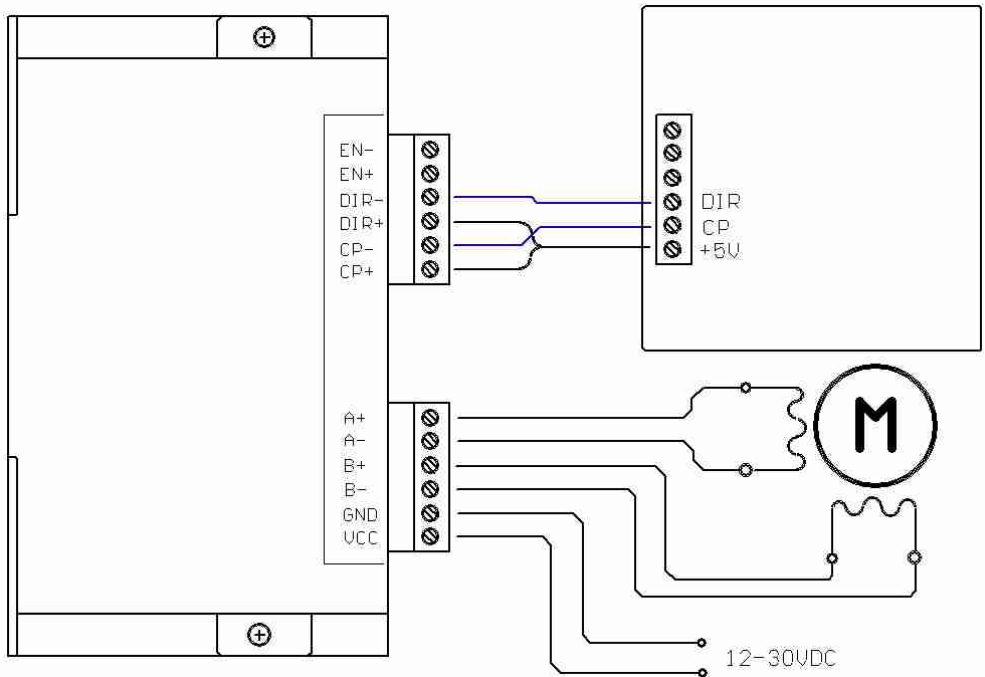 EN-
EN+
DIR-
DIR+
CP-
CP+
DIR
CP
+5V
A+
A-
B+
B-
GND
VCC
M
12-30VDC